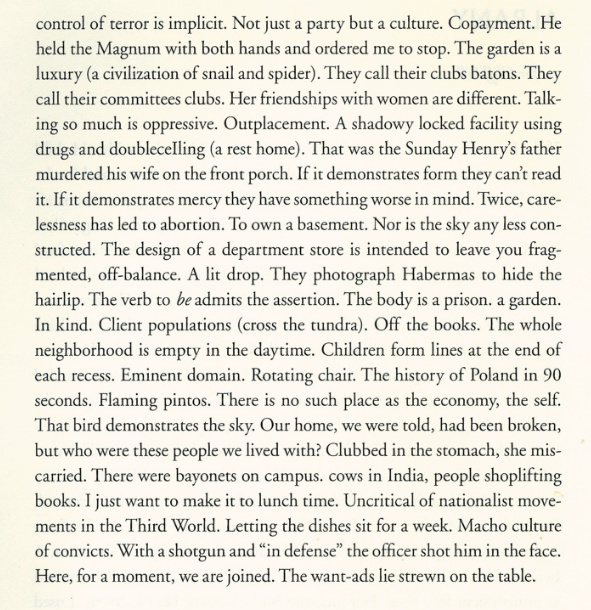 control of terror is implicit. Not just a party but a culture. Copayment. He
held the Magnum with both hands and ordered me to stop. The garden is a
luxury (a civilization of snail and spider). They call their clubs batons. They
call their committees clubs. Her friendships with women are different. Talk-
ing so much is oppressive. Outplacement. A shadowy locked facility using
drugs and doublecelling (a rest home). That was the Sunday Henry's father
murdered his wife on the front porch. If it demonstrates form they can't read
it. If it demonstrates mercy they have something worse in mind. Twice, care-
lessness has led to abortion. To own a basement. Nor is the sky any less con-
structed. The design of a department store is intended to leave you frag-
mented, off-balance. A lit drop. They photograph Habermas to hide the
hairlip. The verb to be admits the assertion. The body is a prison. a garden.
In kind. Client populations (cross the tundra). Off the books. The whole
neighborhood is empty in the daytime. Children form lines at the end of
each recess. Eminent domain. Rotating chair. The history of Poland in 90
seconds. Flaming pintos. There is no such place as the economy, the self.
That bird demonstrates the sky. Our home, we were told, had been broken,
but who were these people we lived with? Clubbed in the stomach, she mis-
carried. There were bayonets on campus. cows in India, people shoplifting
books. I just want to make it to lunch time. Uncritical of nationalist move-
ments in the Third World. Letting the dishes sit for a week. Macho culture
of convicts. With a shotgun and “in defense” the officer shot him in the face.
Here, for a moment, we are joined. The want-ads lie strewn on the table.